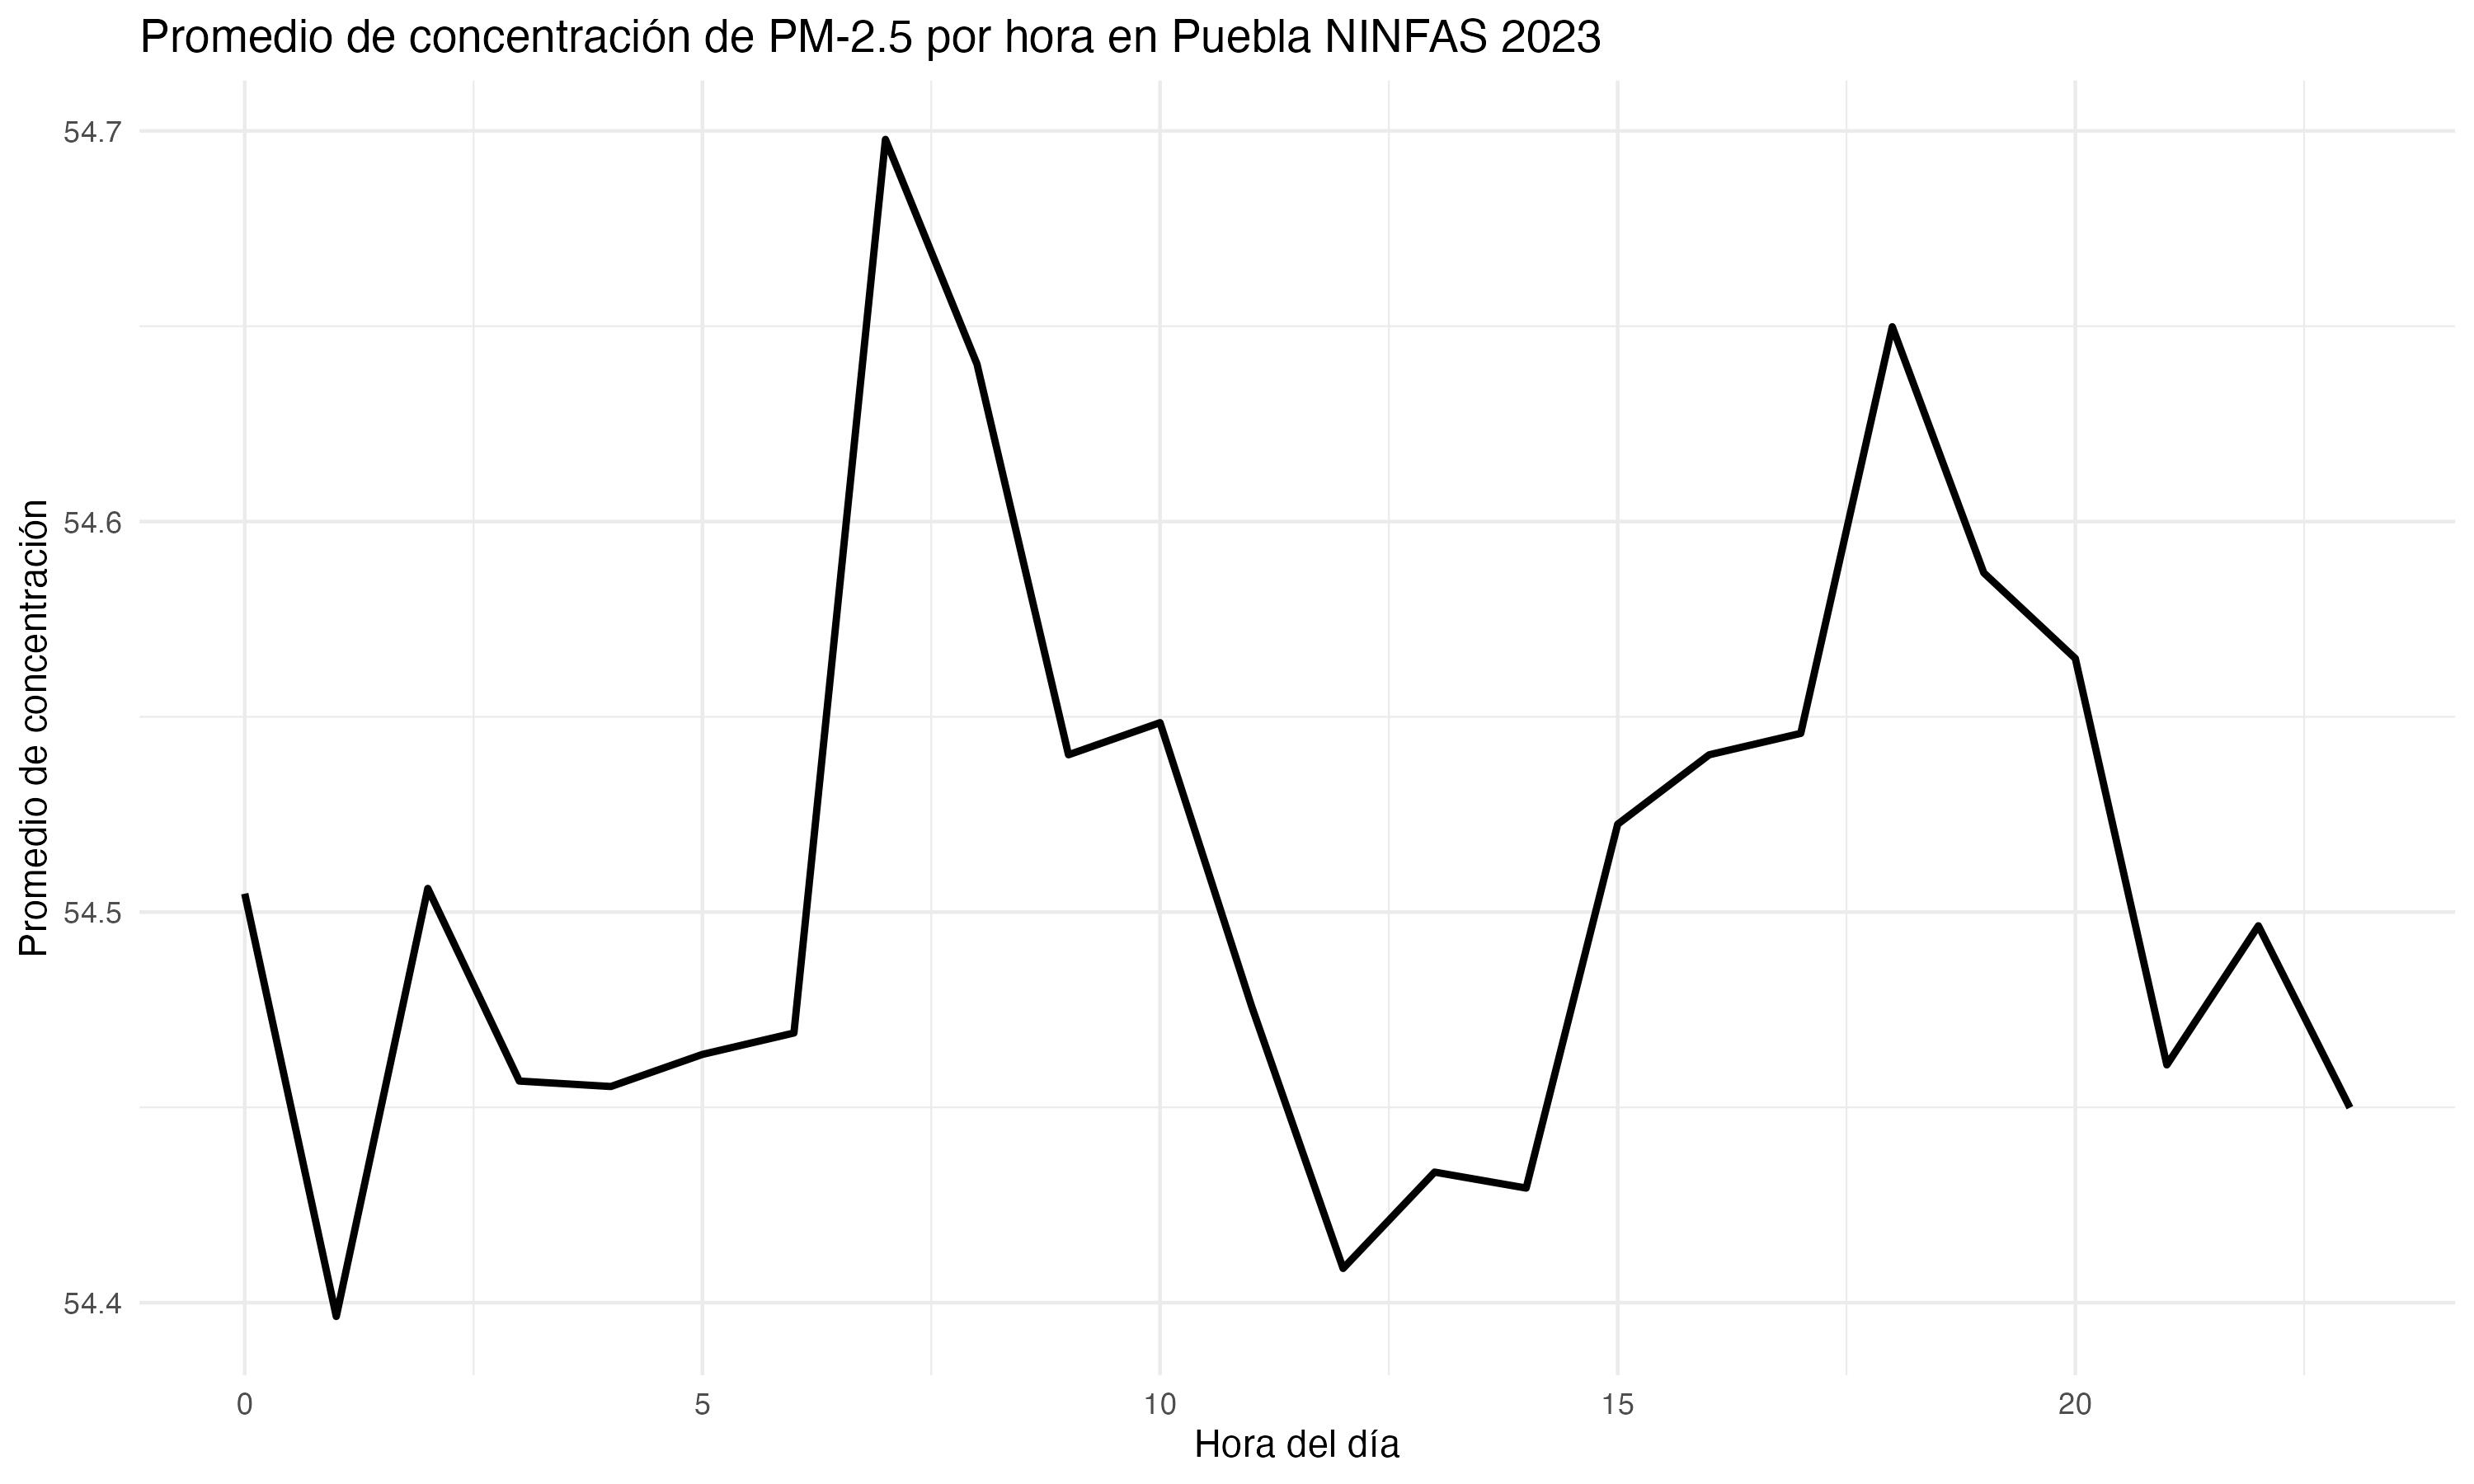 Promedio de concentración de PM-2.5 por hora en Puebla NINFAS 2023
Promedio de concentración
54.7
54.6
54.5
54.4
0 5 10 15 20
Hora del día